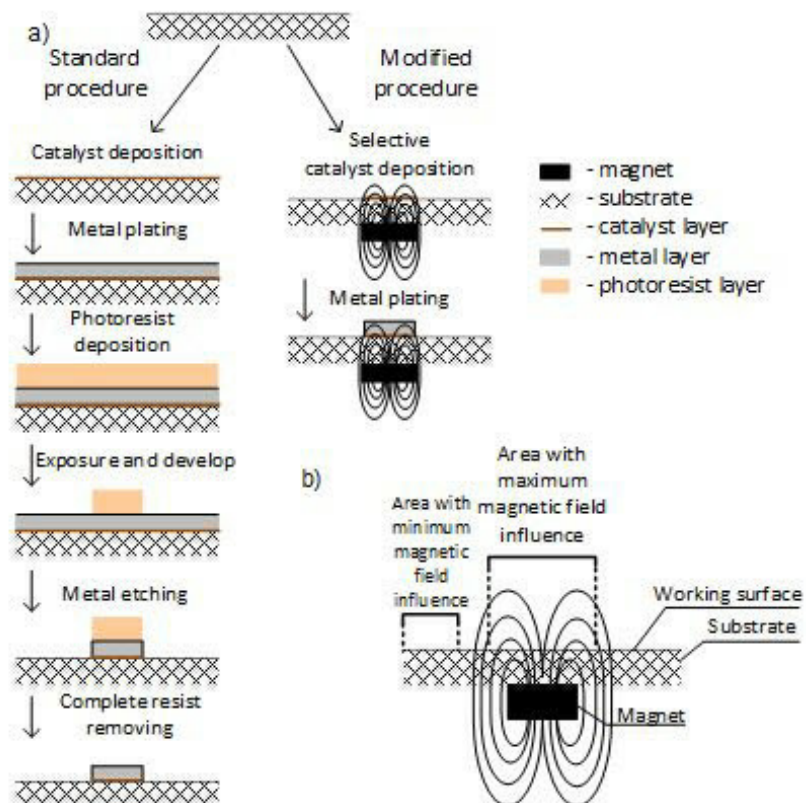 a)
Standard
procedure
Modified
procedure
Catalyst deposition
Metal plating
Photoresist
deposition
Exposure and develop
Metal etching
Complete resist
removing
Selective
catalyst deposition
Metal plating
- magnet
- substrate
- catalyst layer
- metal layer
- photoresist layer
b)
Area with
minimum
magnetic
field
influence
Area with
maximum
magnetic field
influence
Working surface
Substrate
Magnet